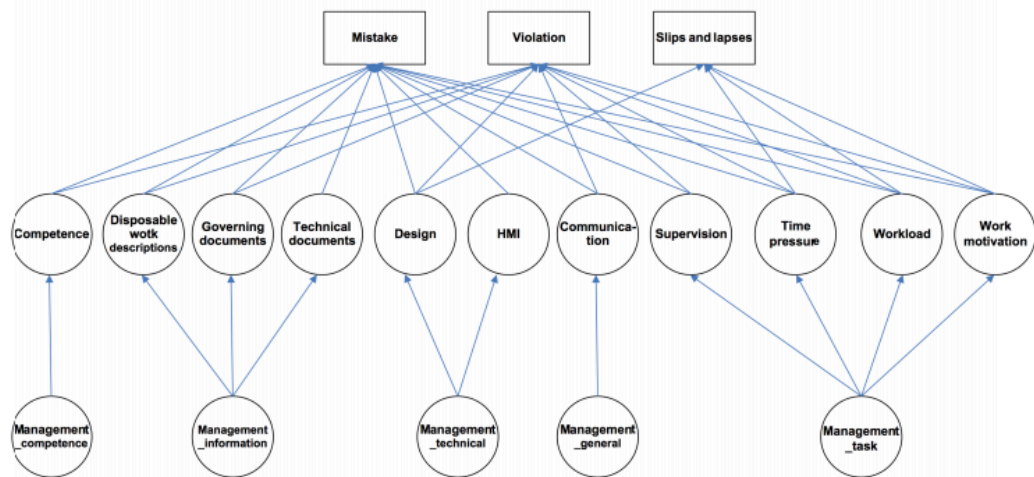 Mistake
Violation
Slips and lapses
Competence
Disposable
wotk
descriptions
Governing
documents
Technical
documents
Design
HMI
Communica-
tion
Supervision
Time
pressure
Workload
Work
motivation
Management
_competence
Management
_information
Management
_technical
Management
_general
Management
_task